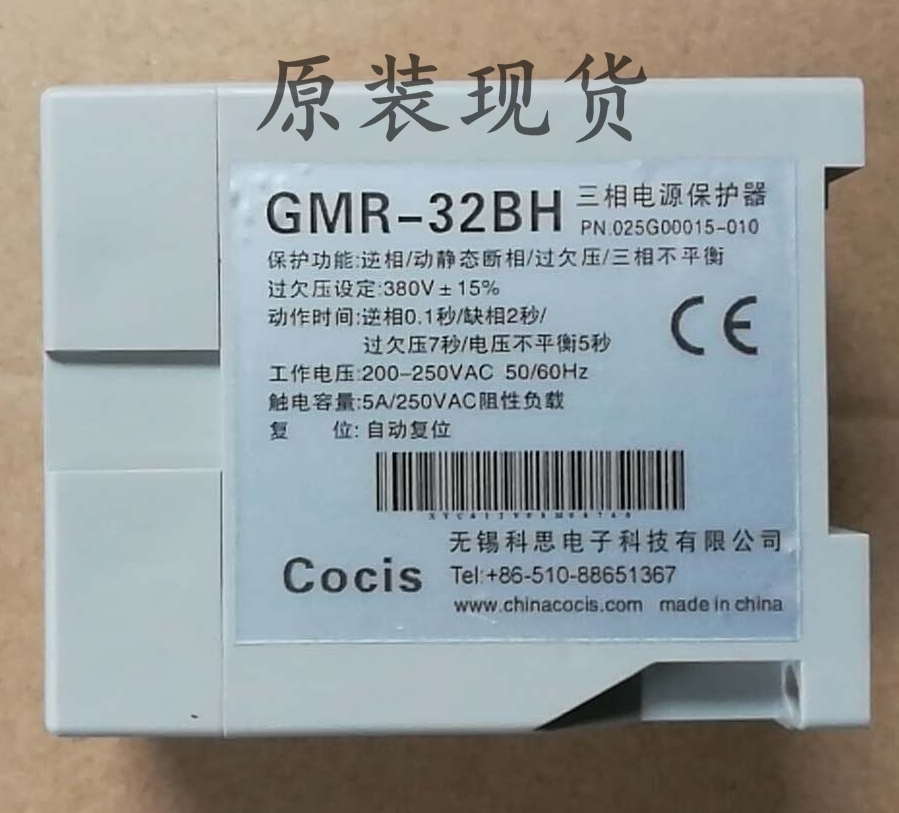 原装现货
GMR-32BH 三相电源保护器
PN:025G00015-010
保护功能:逆相/动静态断相/过欠压/三相不平衡
过欠压设定:380V±15%
动作时间:逆相0.1秒/缺相2秒/
过欠压7秒/电压不平衡5秒
CE
工作电压:200-250VAC 50/60Hz
触电容量:5A/250VAC阻性负载
复 位:自动复位
无锡科思电子科技有限公司
Cocis Tel:+86-510-88651367
www.chinacocis.com made in china